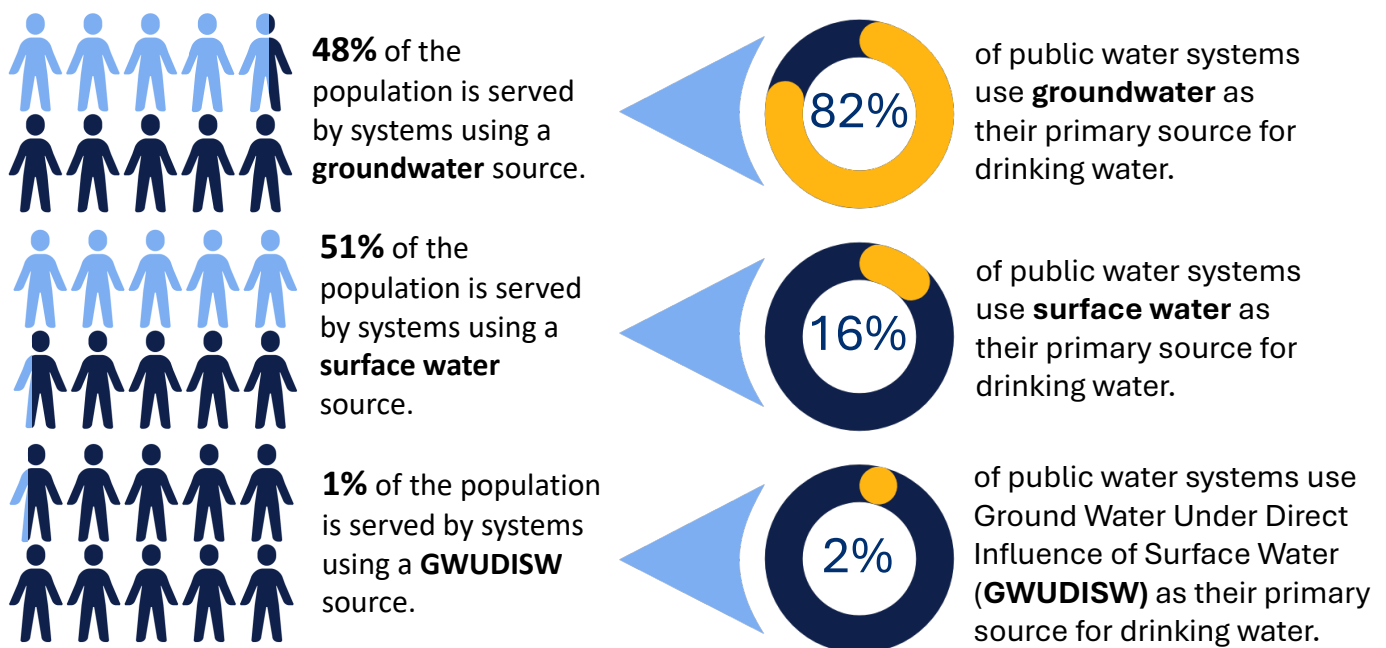 48% of the
population is served
by systems using a
groundwater source.
82%
of public water systems
use groundwater as
their primary source for
drinking water.
51% of the
population is served
by systems using a
surface water
source.
16%
of public water systems
use surface water as
their primary source for
drinking water.
1% of the population
is served by systems
using a GWUDISW
source.
2%
of public water systems use
Ground Water Under Direct
Influence of Surface Water
(GWUDISW) as their primary
source for drinking water.